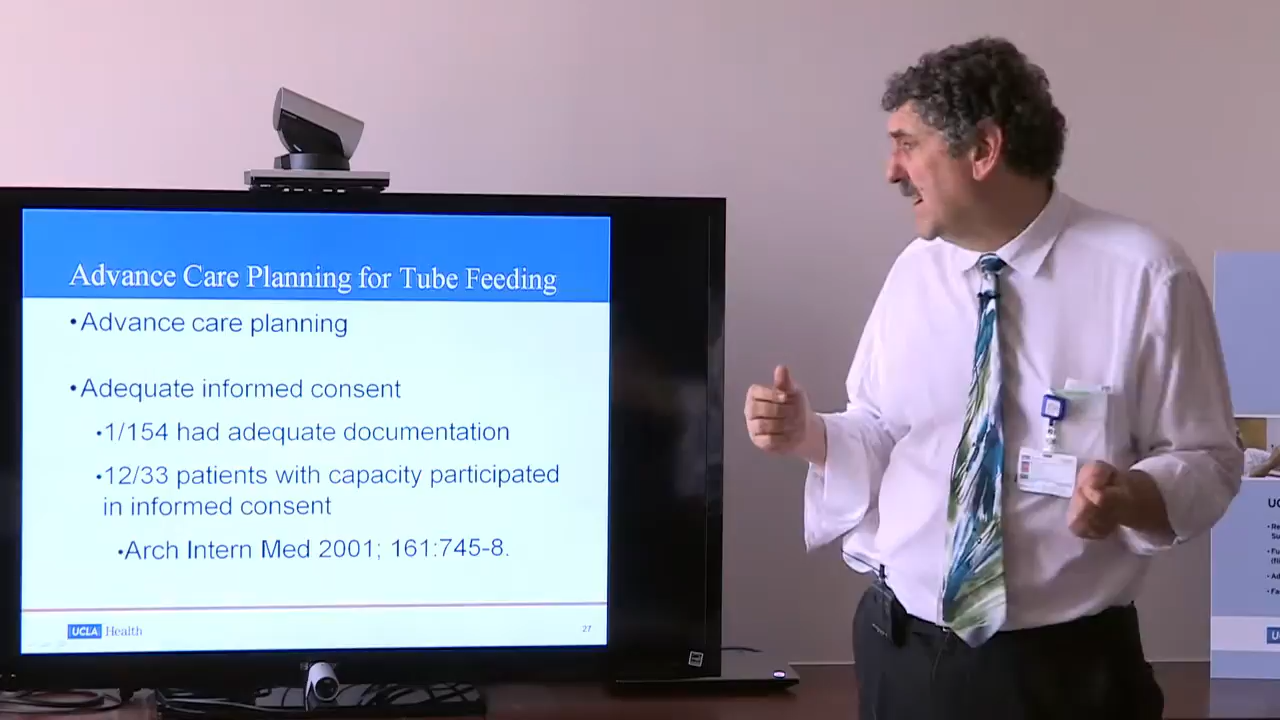 Advance Care Planning for Tube Feeding
•Advance care planning
•Adequate informed consent
•1/154 had adequate documentation
•12/33 patients with capacity participated
in informed consent
•Arch Intern Med 2001; 161:745-8.
UCLA Health
27